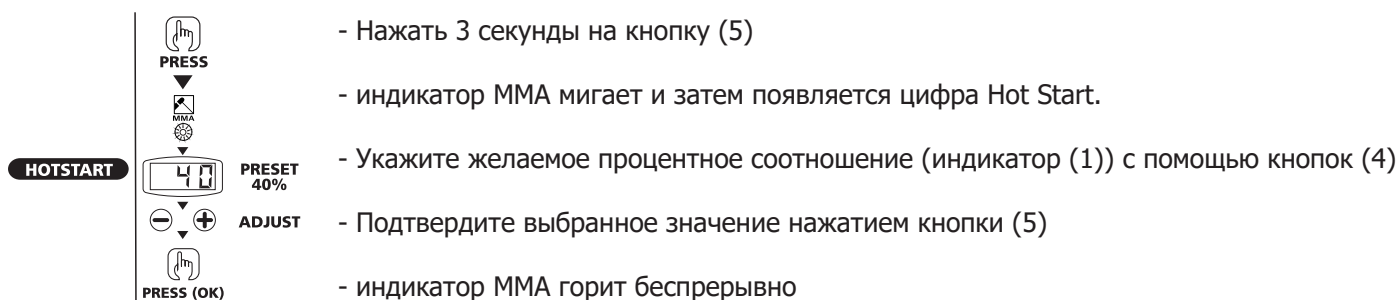 - Нажать 3 секунды на кнопку (5)
PRESS
- индикатор MMA мигает и затем появляется цифра Hot Start.
MMA
- Укажите желаемое процентное соотношение (индикатор (1)) с помощью кнопок (4)
HOTSTART
40
PRESET
40%
ADJUST
- Подтвердите выбранное значение нажатием кнопки (5)
PRESS (OK)
- индикатор MMA горит беспрерывно